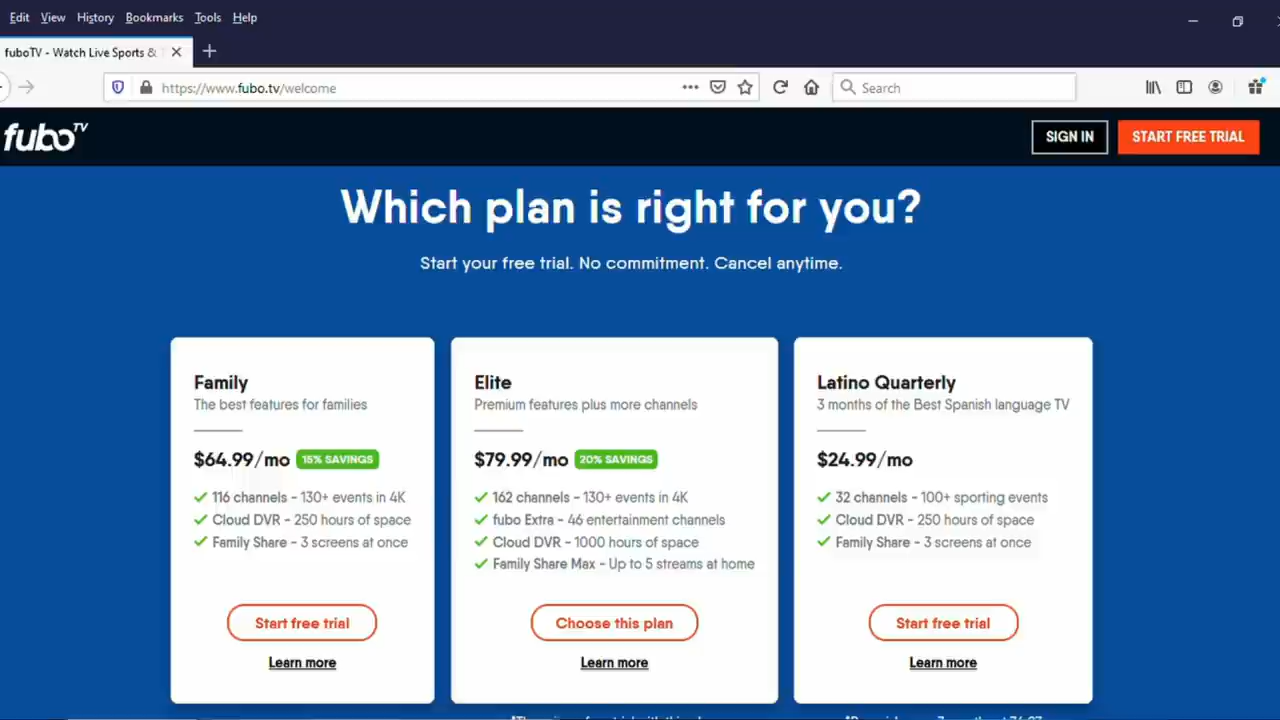 Edit View History Bookmarks Tools Help
fuboTV - Watch Live Sports &
https://www.fubo.tv/welcome
Search
fuboTV
SIGN IN
START FREE TRIAL
Which plan is right for you?
Start your free trial. No commitment. Cancel anytime.
Family
The best features for families
$64.99/mo 15% SAVINGS
116 channels - 130+ events in 4K
Cloud DVR - 250 hours of space
Family Share - 3 screens at once
Start free trial
Learn more
Elite
Premium features plus more channels
$79.99/mo 20% SAVINGS
162 channels - 130+ events in 4K
fubo Extra - 46 entertainment channels
Cloud DVR - 1000 hours of space
Family Share Max - Up to 5 streams at home
Choose this plan
Learn more
Latino Quarterly
3 months of the Best Spanish language TV
$24.99/mo
32 channels - 100+ sporting events
Cloud DVR - 250 hours of space
Family Share - 3 screens at once
Start free trial
Learn more